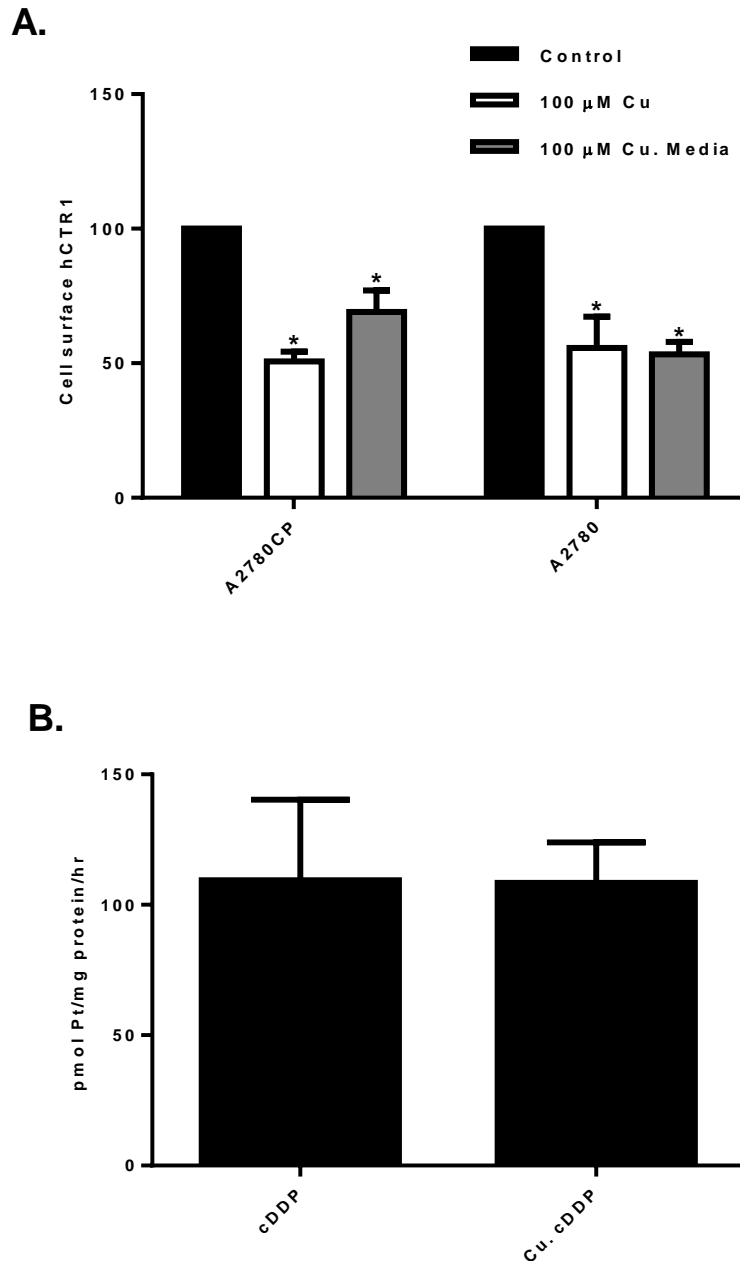 A.
Control
100 μM Cu
100 μM Cu. Media
150
100
50
0
Cell surface hCTR1
*
*
*
*
A2780CP
A2780
B.
150
100
50
0
pmol Pt/mg protein/hr
cDDP
Cu. cDDP